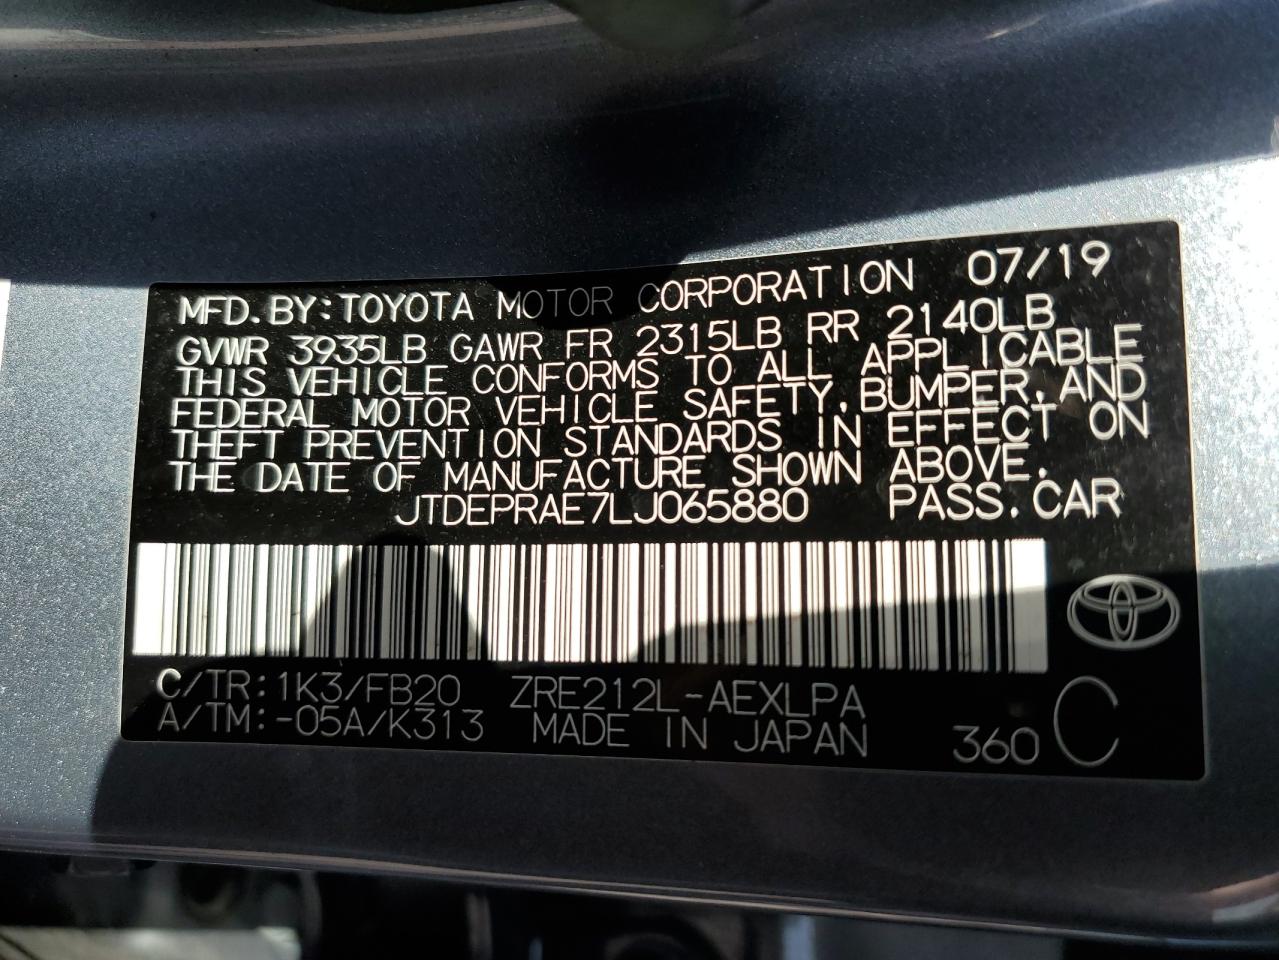 MFD.BY:TOYOTA MOTOR CORPORATION 07/19
GVWR 3935LB GAWR FR 2315LB RR 2140LB
THIS VEHICLE CONFORMS TO ALL APPLICABLE
FEDERAL MOTOR VEHICLE SAFETY,BUMPER,AND
THEFT PREVENTION STANDARDS IN EFFECT ON
THE DATE OF MANUFACTURE SHOWN ABOVE.
JTDEPRAE7LJ065880 PASS.CAR
C/TR:1K3/FB20 ZRE212L-AEXLPA
A/TM:-05A/K313 MADE IN JAPAN 360 C